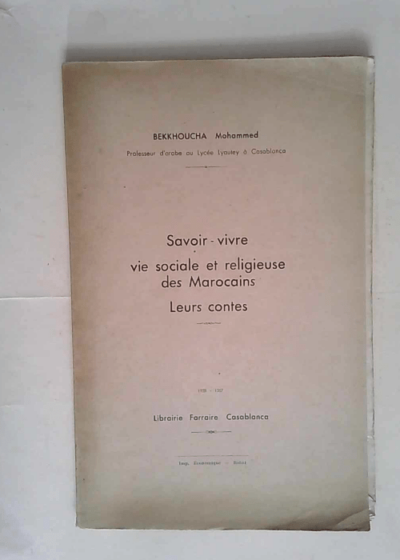 BEKKHOUCHA Mohammed
Professeur d'arabe au Lycée Lyautey à Casablanca
Savoir - vivre
vie sociale et religieuse
des Marocains
Leurs contes
Librairie Farraire Casablanca
Imp.